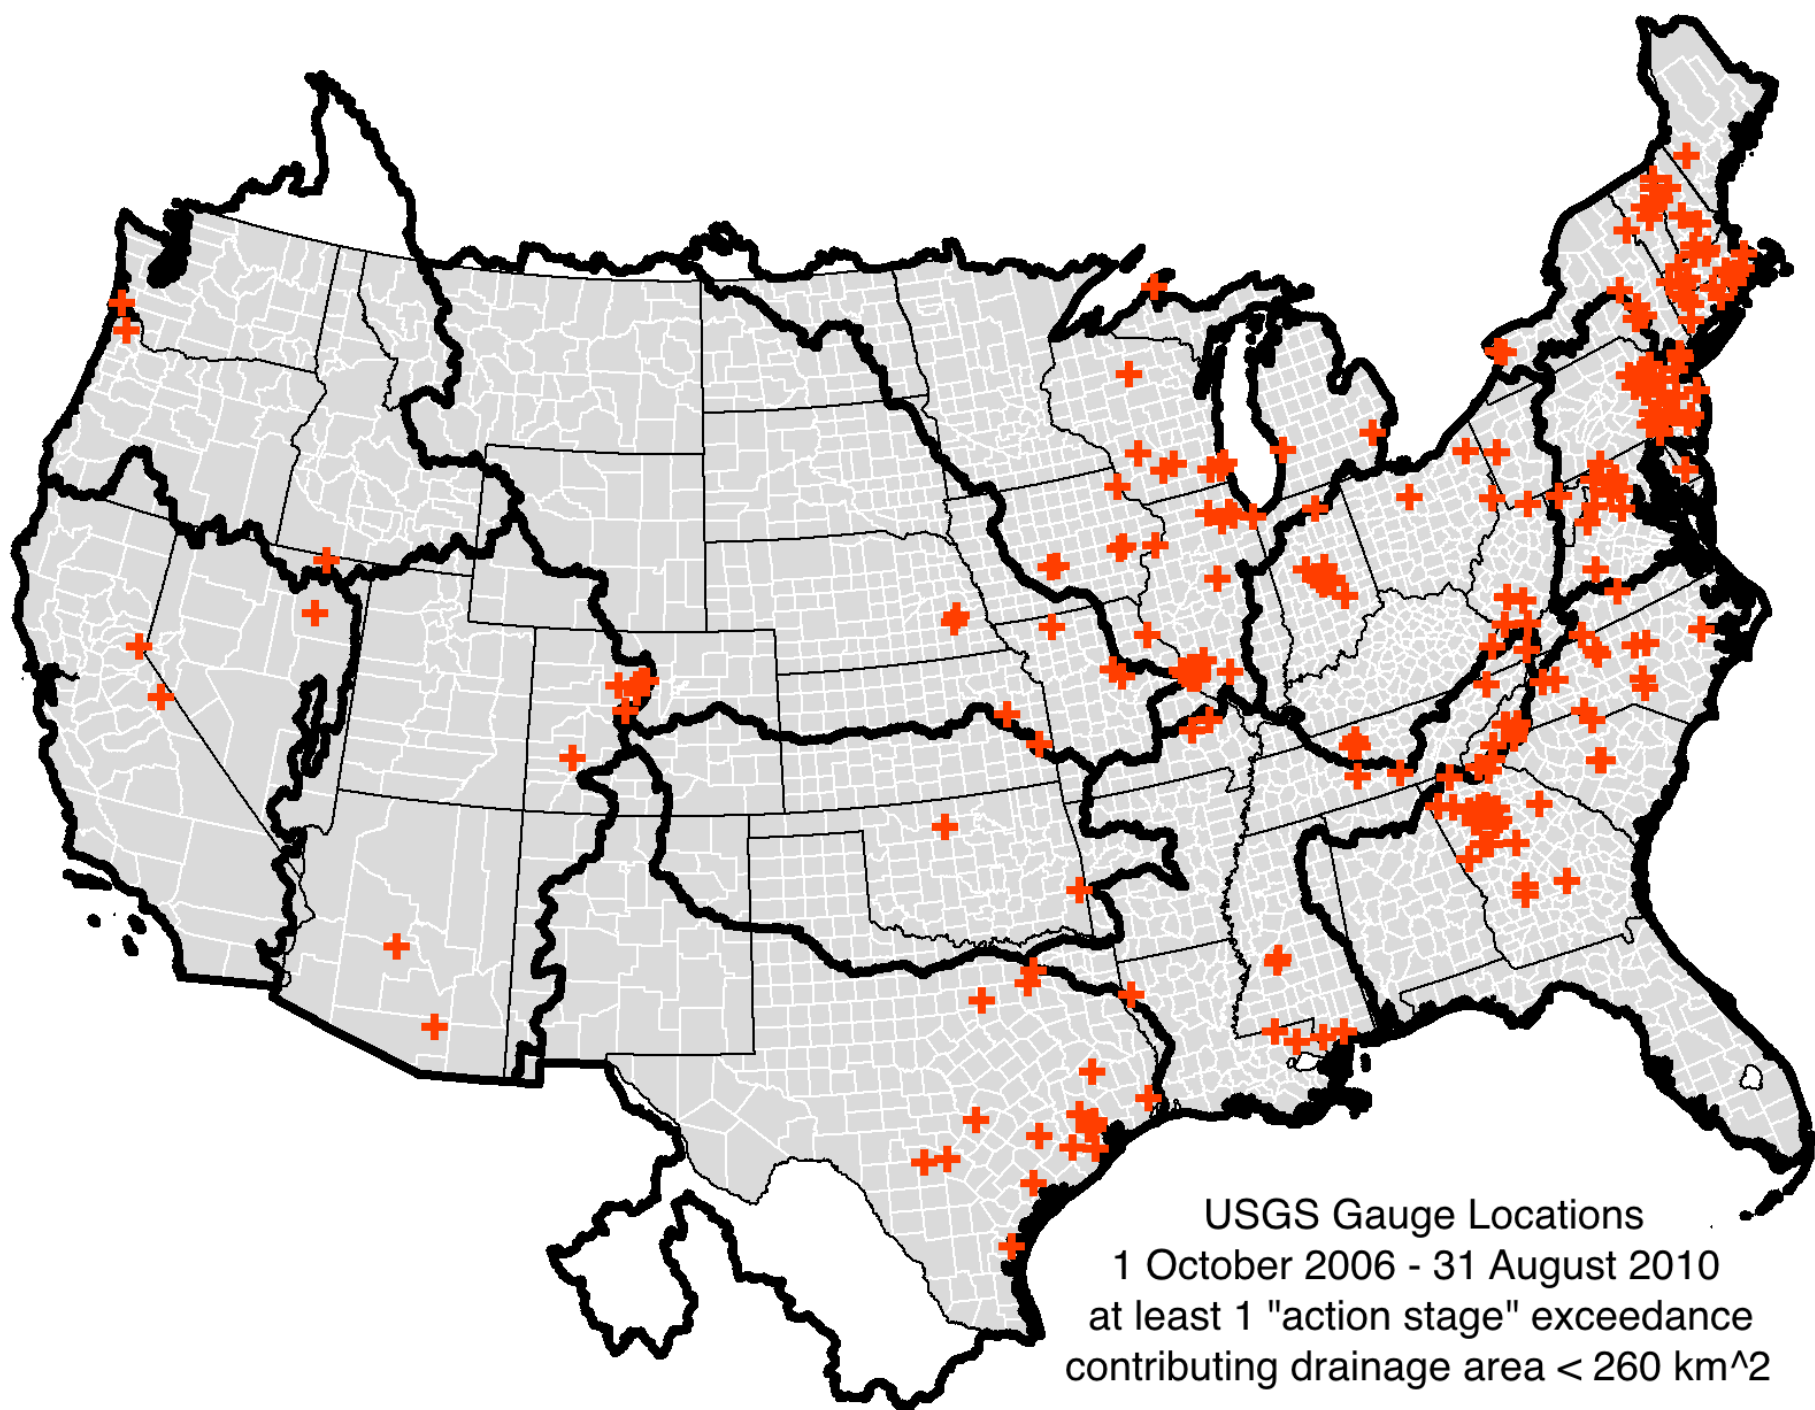 USGS Gauge Locations
1 October 2006 - 31 August 2010
at least 1 "action stage" exceedance
contributing drainage area < 260 km^2